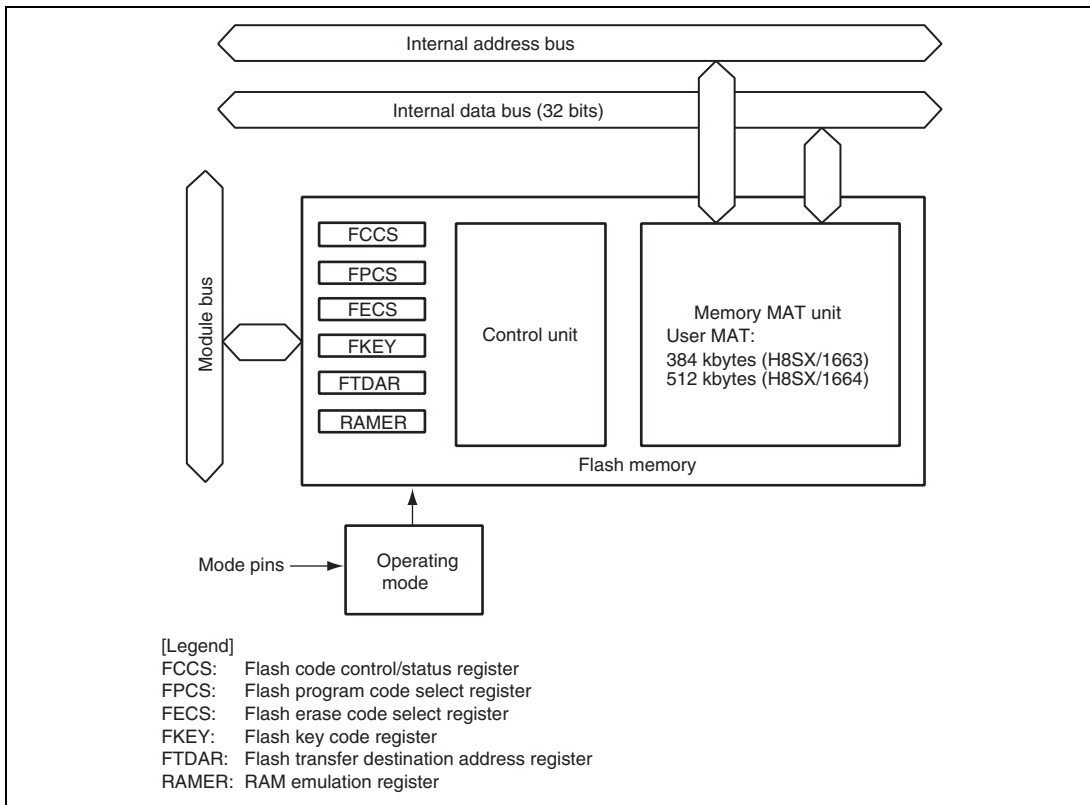 Internal address bus
Internal data bus (32 bits)
Module bus
FCCS
FPCS
FECS
FKEY
FTDAR
RAMER
Control unit
Memory MAT unit
User MAT:
384 kbytes (H8SX/1663)
512 kbytes (H8SX/1664)
Flash memory
Mode pins
Operating
mode
[Legend]
FCCS: Flash code control/status register
FPCS: Flash program code select register
FECS: Flash erase code select register
FKEY: Flash key code register
FTDAR: Flash transfer destination address register
RAMER: RAM emulation register